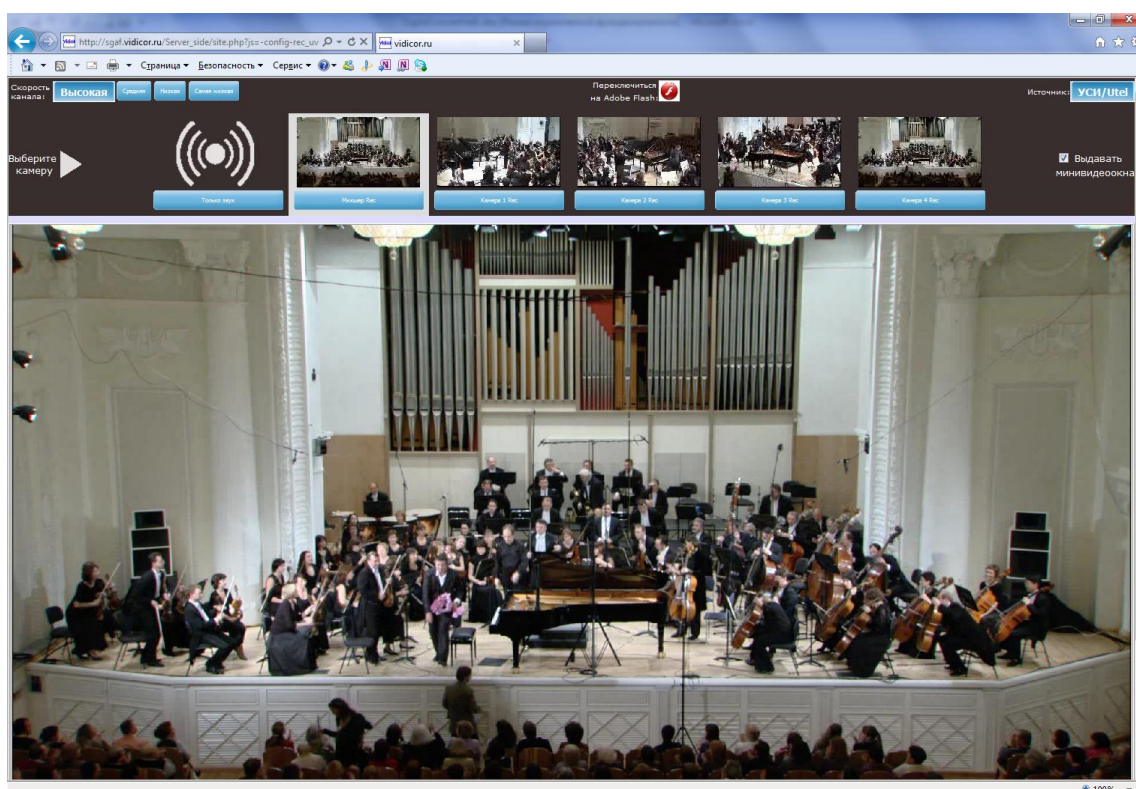 http://sgaf.vidicor.ru/Server_side/site.php?js=-config-rec_uv
Vidicor vidicor.ru
Страница Безопасность Сервис
Скорость
канала:
Высокая Средняя Низкая Самая низкая
Переключиться
на Adobe Flash:
Источник: УСИ/Utel
Выберите
камеру
Выдавать
минивидеоокна
Только звук Микшер Rec Камера 1 Rec Камера 2 Rec Камера 3 Rec Камера 4 Rec
100%